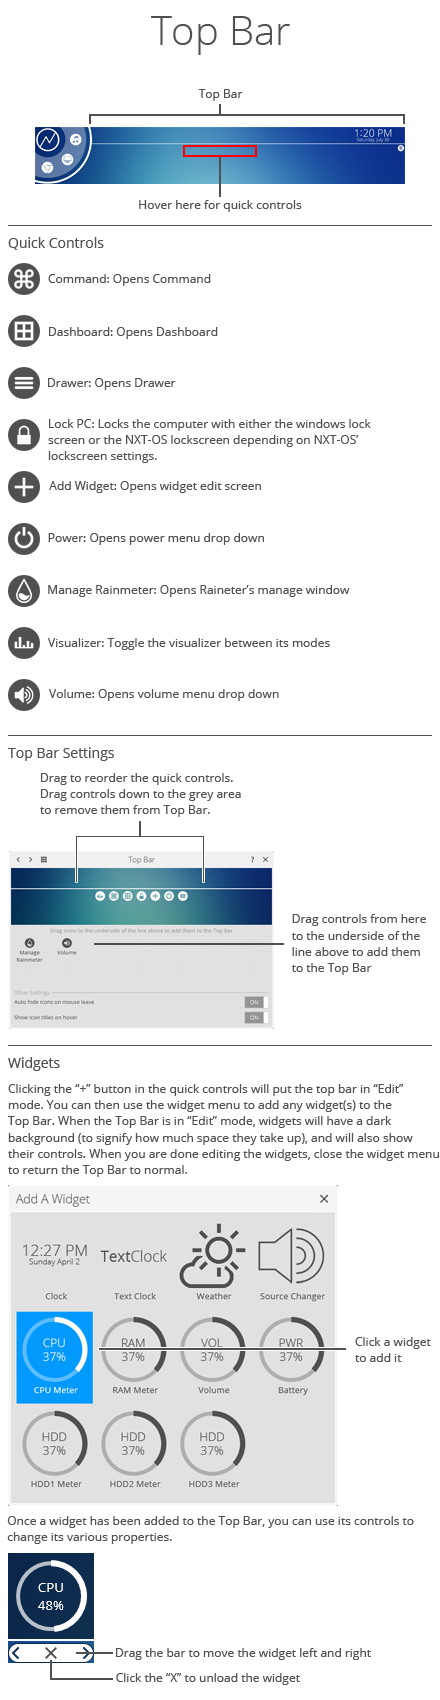 Top Bar
Top Bar
1:20 PM
Saturday July 30
Hover here for quick controls
Quick Controls
Command: Opens Command
Dashboard: Opens Dashboard
Drawer: Opens Drawer
Lock PC: Locks the computer with either the windows lock
screen or the NXT-OS lockscreen depending on NXT-OS’
lockscreen settings.
Add Widget: Opens widget edit screen
Power: Opens power menu drop down
Manage Rainmeter: Opens Raineter’s manage window
Visualizer: Toggle the visualizer between its modes
Volume: Opens volume menu drop down
Top Bar Settings
Drag to reorder the quick controls.
Drag controls down to the grey area
to remove them from Top Bar.
Top Bar
? ×
Drag icons to the underside of the line above to add them to the Top Bar
Manage
Rainmeter
Volume
Drag controls from here
to the underside of the
line above to add them
to the Top Bar
Other Settings
Auto hide icons on mouse leave
ON
Show icon titles on hover
ON
Widgets
Clicking the “+” button in the quick controls will put the top bar in “Edit”
mode. You can then use the widget menu to add any widget(s) to the
Top Bar. When the Top Bar is in “Edit” mode, widgets will have a dark
background (to signify how much space they take up), and will also show
their controls. When you are done editing the widgets, close the widget menu
to return the Top Bar to normal.
Add A Widget ×
12:27 PM
Sunday April 2
TextClock
Clock
Text Clock
Weather
Source Changer
CPU
37%
RAM
37%
VOL
37%
PWR
37%
CPU Meter
RAM Meter
Volume
Battery
Click a widget
to add it
HDD
37%
HDD
37%
HDD
37%
HDD1 Meter
HDD2 Meter
HDD3 Meter
Once a widget has been added to the Top Bar, you can use its controls to
change its various properties.
CPU
48%
Drag the bar to move the widget left and right
Click the “X” to unload the widget